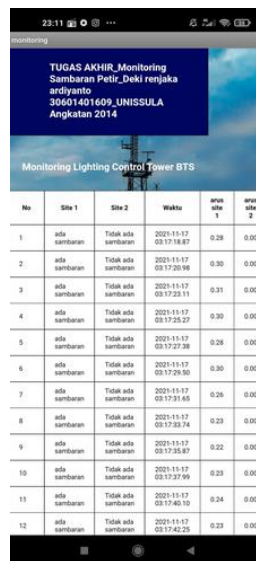 23:11
monitoring
TUGAS AKHIR_Monitoring
Sambaran Petir_Deki renjaka
ardiyanto
30601401609_UNISSULA
Angkatan 2014
Monitoring Lighting Control Tower BTS
No Site 1 Site 2 Waktu arus site 1 arus site 2
1 ada sambaran Tidak ada sambaran 2021-11-17 03:17:18.87 0.28 0.00
2 ada sambaran Tidak ada sambaran 2021-11-17 03:17:20.98 0.30 0.00
3 ada sambaran Tidak ada sambaran 2021-11-17 03:17:23.11 0.31 0.00
4 ada sambaran Tidak ada sambaran 2021-11-17 03:17:25.27 0.30 0.00
5 ada sambaran Tidak ada sambaran 2021-11-17 03:17:27.38 0.28 0.00
6 ada sambaran Tidak ada sambaran 2021-11-17 03:17:29.50 0.30 0.00
7 ada sambaran Tidak ada sambaran 2021-11-17 03:17:31.65 0.26 0.00
8 ada sambaran Tidak ada sambaran 2021-11-17 03:17:33.74 0.23 0.00
9 ada sambaran Tidak ada sambaran 2021-11-17 03:17:35.87 0.22 0.00
10 ada sambaran Tidak ada sambaran 2021-11-17 03:17:37.99 0.23 0.00
11 ada sambaran Tidak ada sambaran 2021-11-17 03:17:40.10 0.24 0.00
12 ada sambaran Tidak ada sambaran 2021-11-17 03:17:42.25 0.23 0.00